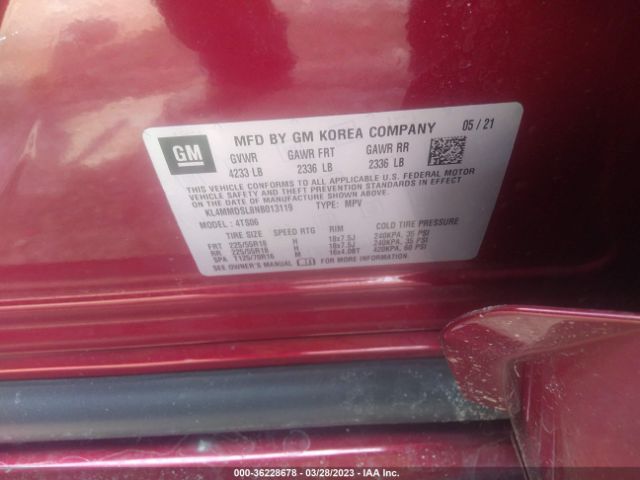 GM
MFD BY GM KOREA COMPANY 05 / 21
GVWR GAWR FRT GAWR RR
4233 LB 2336 LB 2336 LB
THIS VEHICLE CONFORMS TO ALL APPLICABLE U.S. FEDERAL MOTOR
VEHICLE SAFETY AND THEFT PREVENTION STANDARDS IN EFFECT
ON THE DATE OF MANUFACTURE SHOWN ABOVE.
KL4MMDSL0NB013119 TYPE: MPV
MODEL: 4TS06
TIRE SIZE SPEED RTG RIM COLD TIRE PRESSURE
FRT 225/55R18 H 18x7.5J 240KPA, 35 PSI
RR 225/55R18 H 18x7.5J 240KPA, 35 PSI
SPA T125/70R16 M 16x4.0BT 420KPA, 60 PSI
SEE OWNER'S MANUAL FOR MORE INFORMATION.
000-36228678 - 03/28/2023 - IAA Inc.